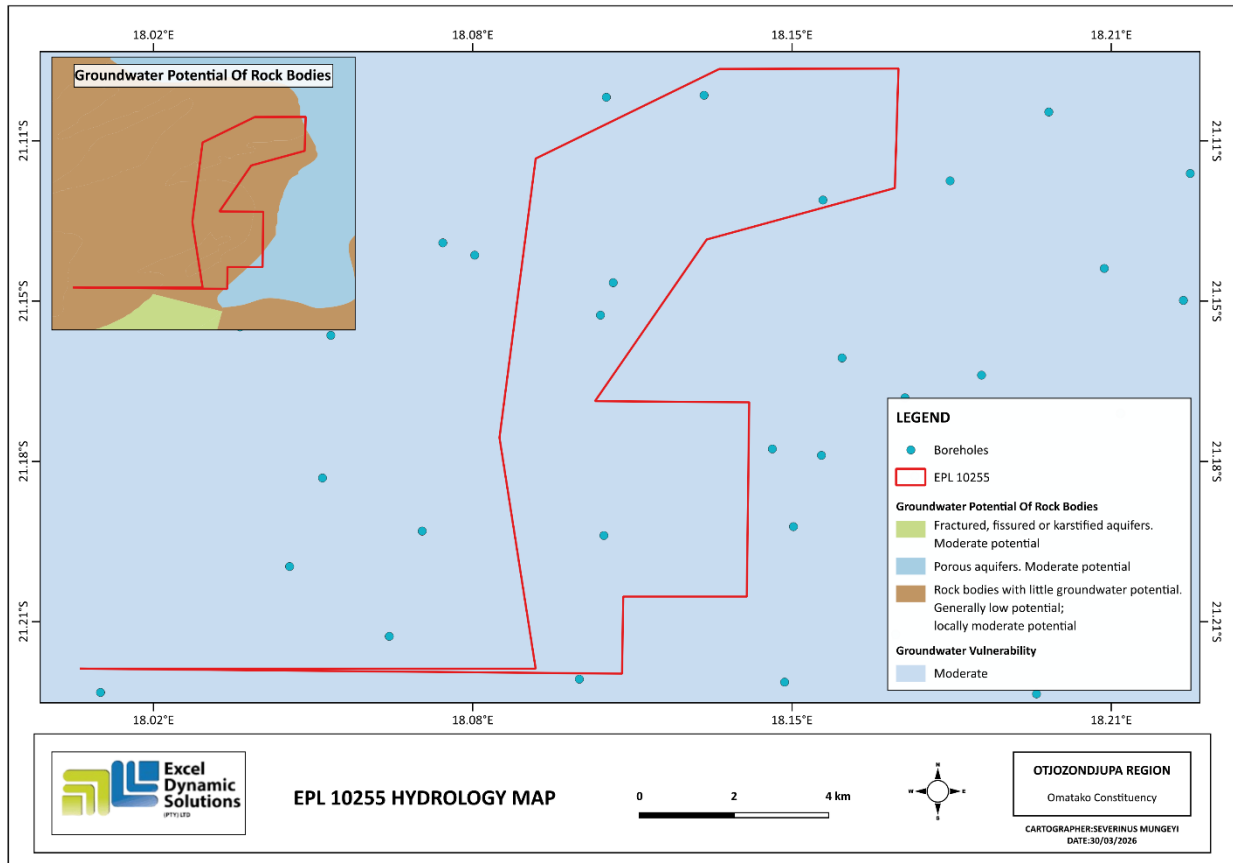 18.02°E 18.08°E 18.15°E 18.21°E
Groundwater Potential Of Rock Bodies
21.11°S 21.11°S
21.15°S 21.15°S
21.18°S 21.18°S
21.21°S 21.21°S
LEGEND
Boreholes
EPL 10255
Groundwater Potential Of Rock Bodies
Fractured, fissured or karstified aquifers.
Moderate potential
Porous aquifers. Moderate potential
Rock bodies with little groundwater potential.
Generally low potential;
locally moderate potential
Groundwater Vulnerability
Moderate
18.02°E 18.08°E 18.15°E 18.21°E
Excel
Dynamic
Solutions
(PTY) LTD
EPL 10255 HYDROLOGY MAP
0 2 4 km
N
W E
S
OTJOZONDJUPA REGION
Omatako Constituency
CARTOGRAPHER:SEVERINUS MUNGEYI
DATE:30/03/2026